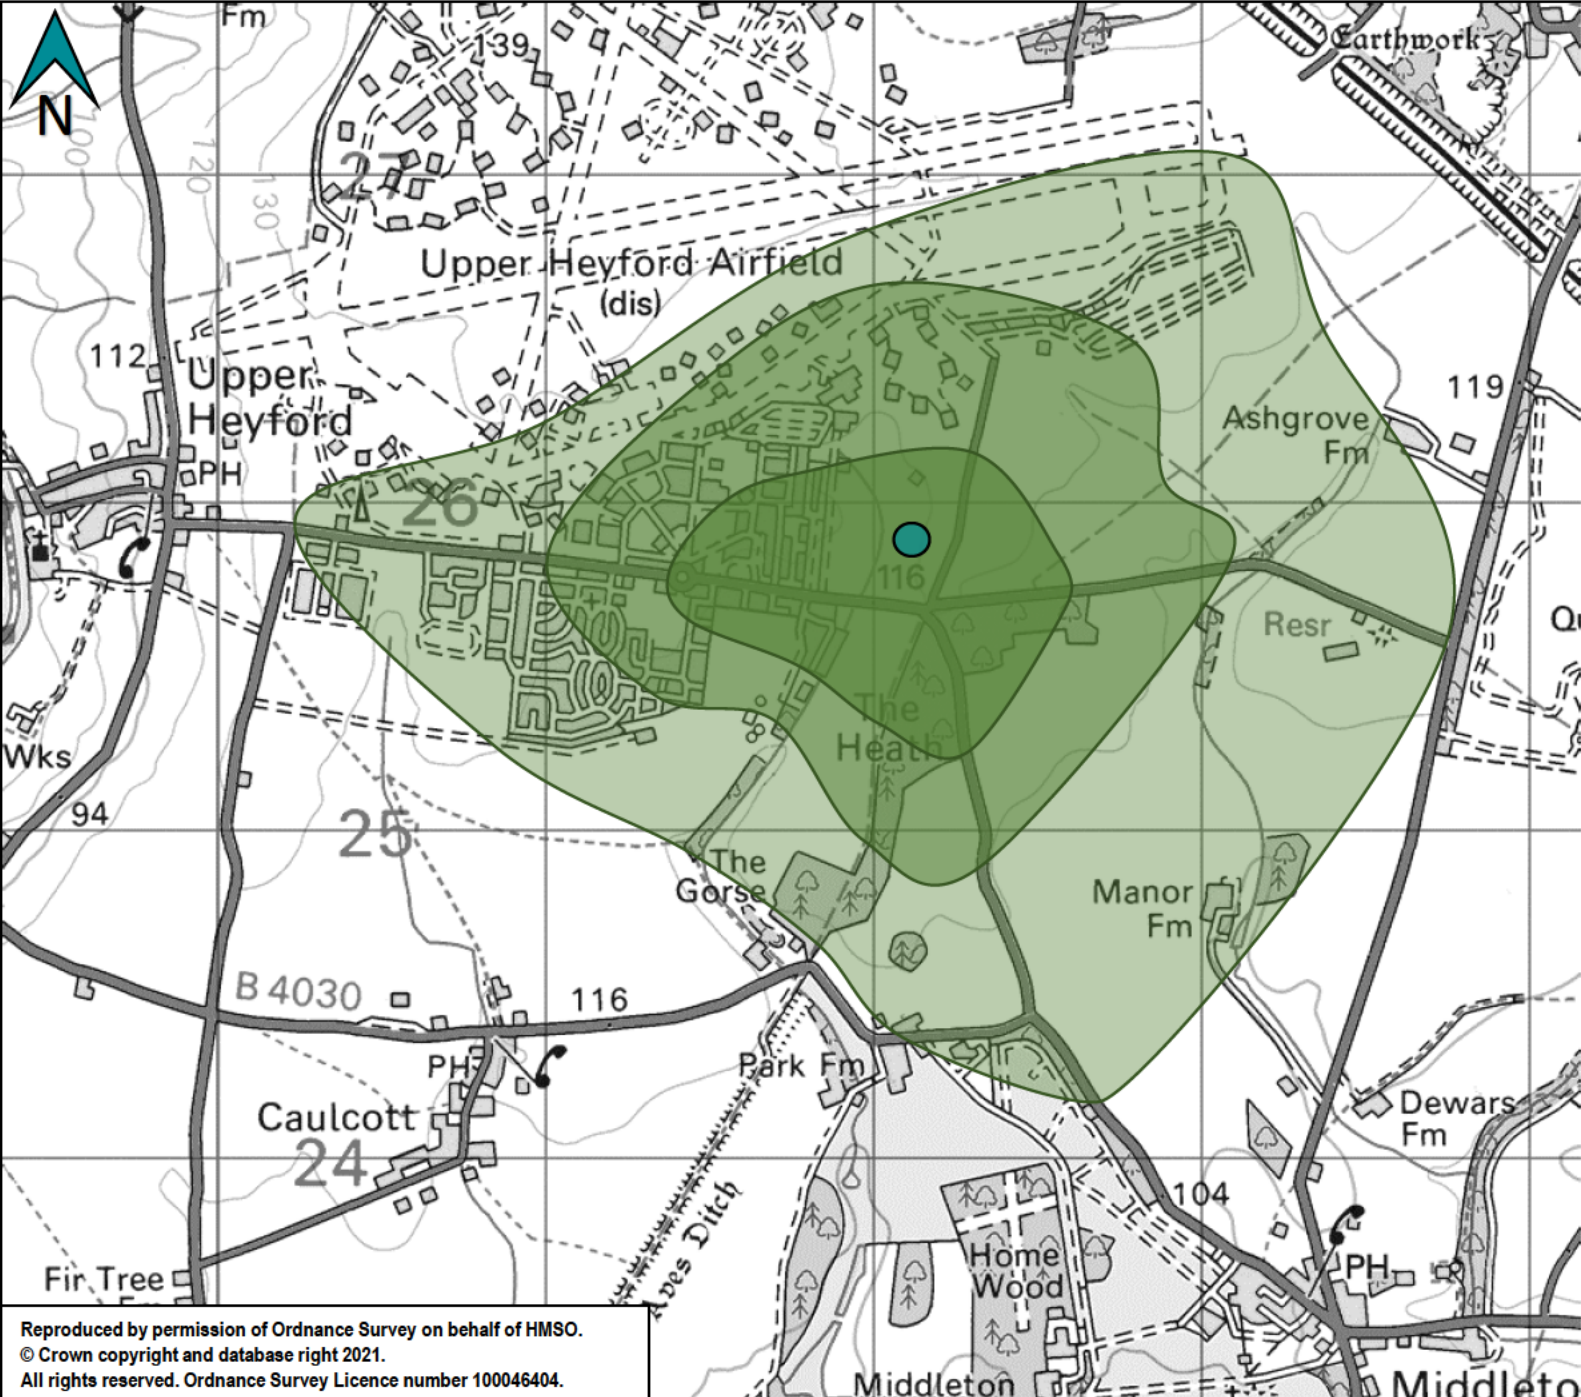 Fm
139
Earthwork
N
100
120
130
27
Upper Heyford Airfield
(dis)
112
Upper
Heyford
PH
119
Ashgrove
Fm
26
116
Resr
The
Heath
Wks
94
25
The
Gorse
Manor
Fm
B 4030
116
PH
Park Fm
Caulcott
24
Dewars
Fm
Aves Ditch
104
Home
Wood
PH
Fir Tree
Middleton
Reproduced by permission of Ordnance Survey on behalf of HMSO.
© Crown copyright and database right 2021.
All rights reserved. Ordnance Survey Licence number 100046404.